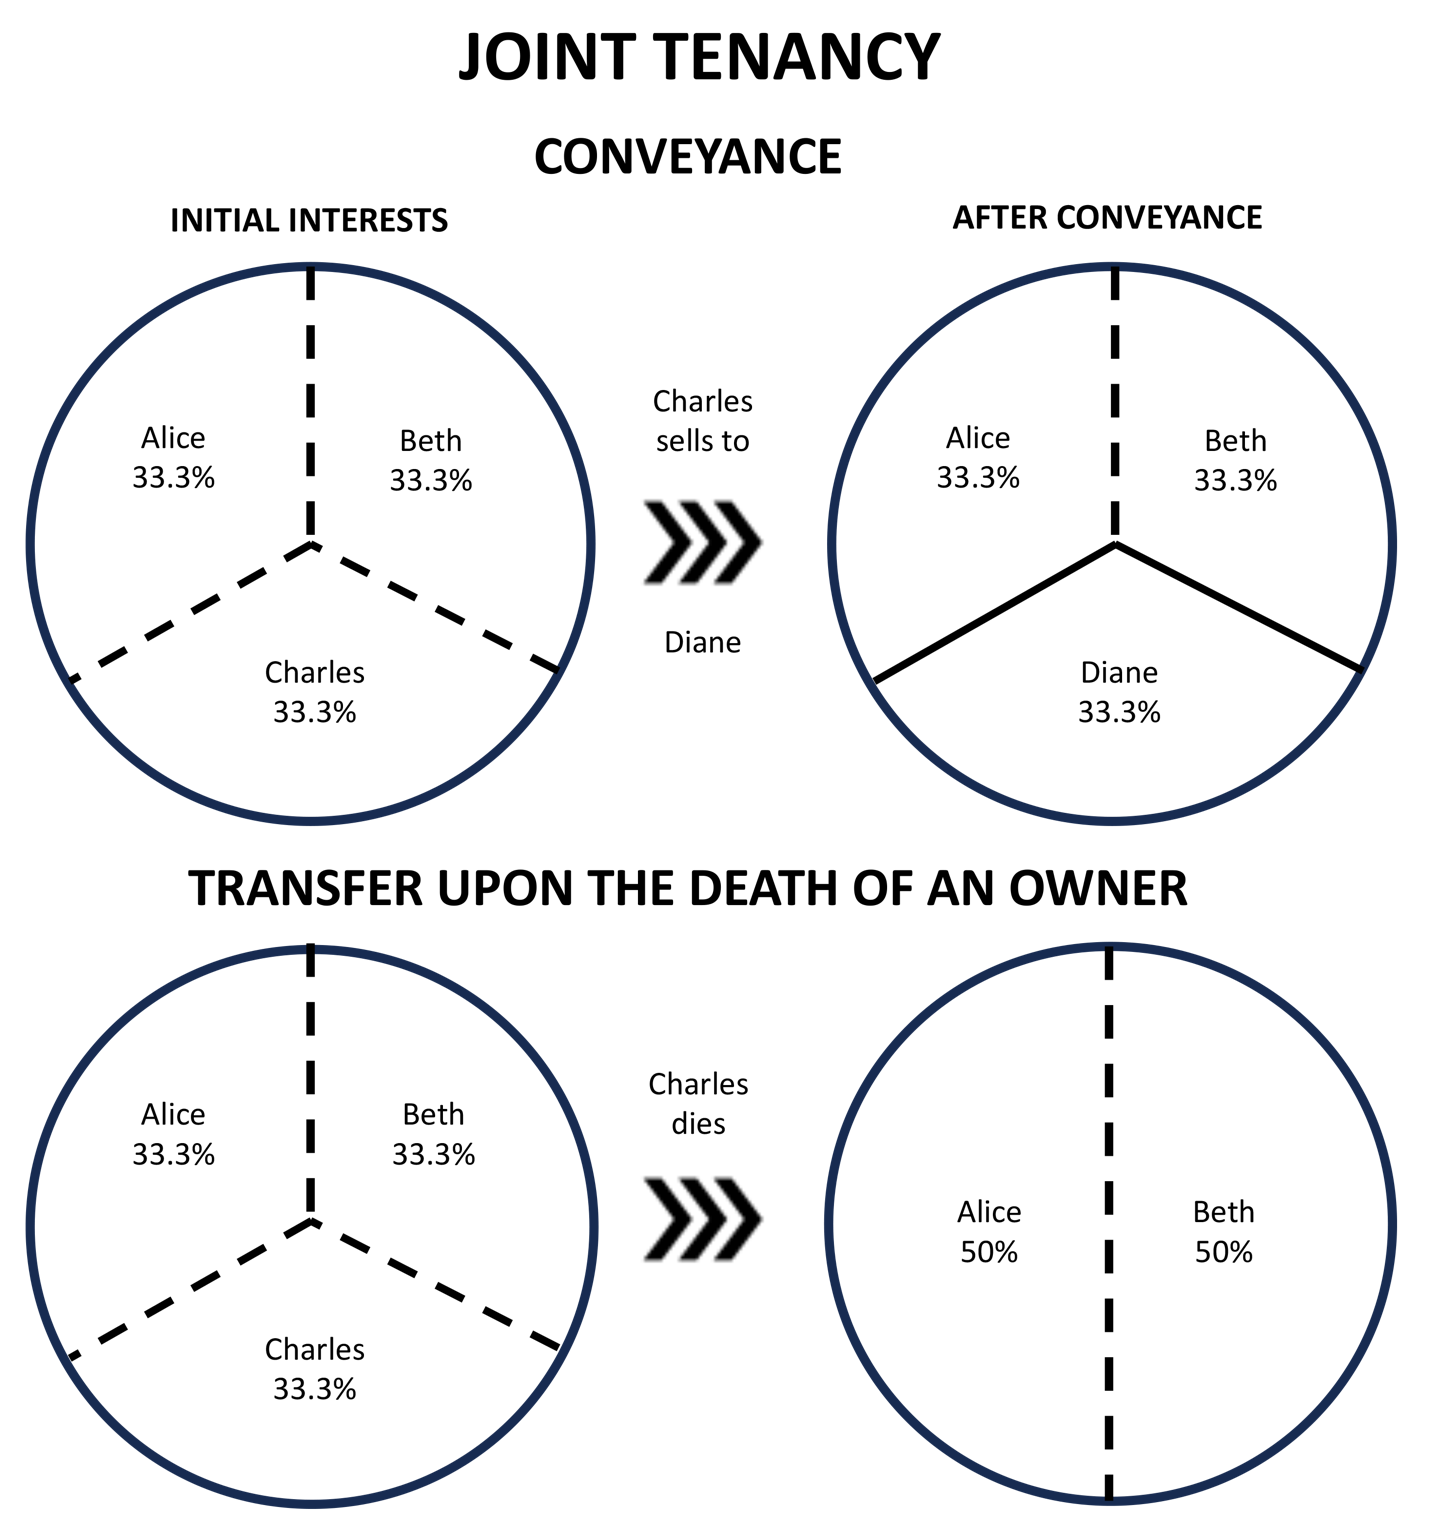 JOINT TENANCY
CONVEYANCE
INITIAL INTERESTS
AFTER CONVEYANCE
Alice
33.3%
Beth
33.3%
Charles
33.3%
Charles
sells to
Diane
Alice
33.3%
Beth
33.3%
Diane
33.3%
TRANSFER UPON THE DEATH OF AN OWNER
Alice
33.3%
Beth
33.3%
Charles
33.3%
Charles
dies
Alice
50%
Beth
50%